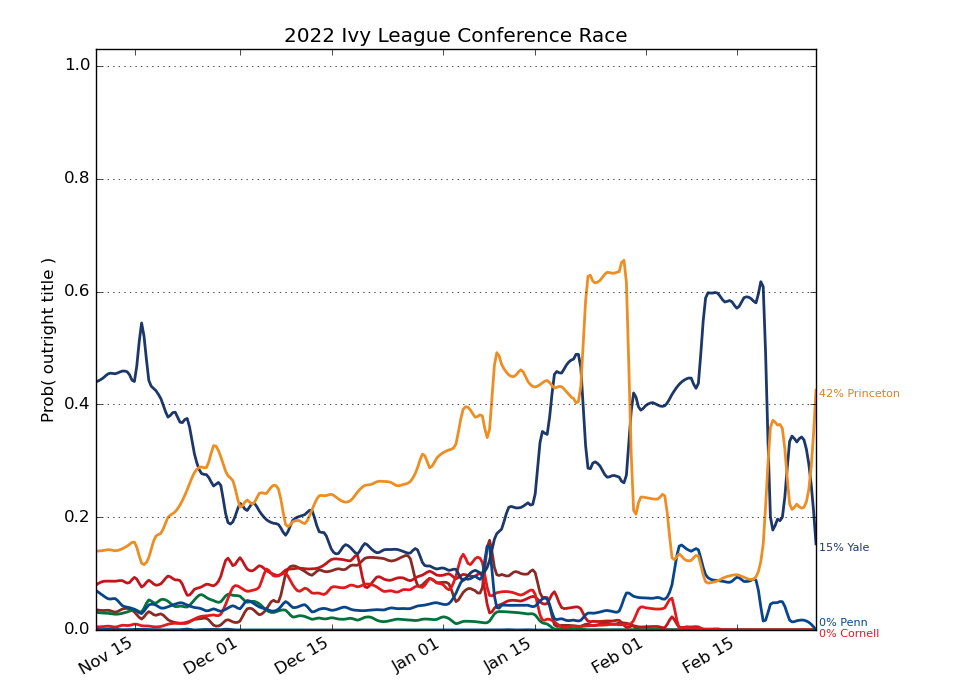 2022 Ivy League Conference Race
Prob( outright title )
1.0
0.8
0.6
0.4
0.2
0.0
Nov 15
Dec 01
Dec 15
Jan 01
Jan 15
Feb 01
Feb 15
42% Princeton
15% Yale
0% Penn
0% Cornell